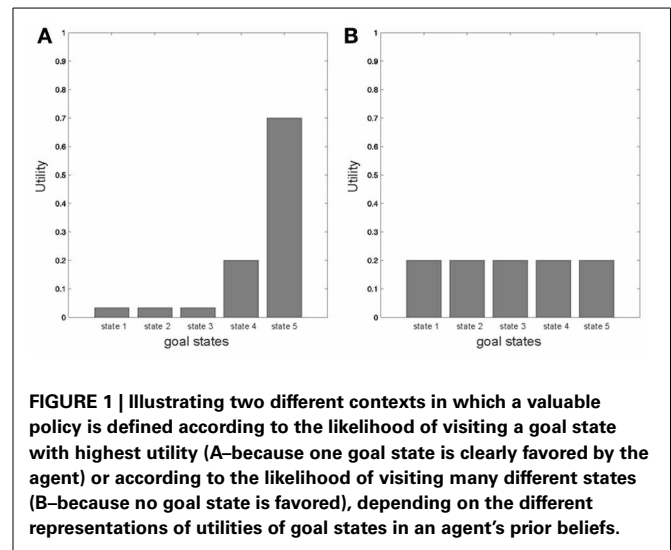 A
B
1
0.9
0.8
0.7
0.6
0.5
0.4
0.3
0.2
0.1
0
Utility
state 1 state 2 state 3 state 4 state 5
goal states
1
0.9
0.8
0.7
0.6
0.5
0.4
0.3
0.2
0.1
0
Utility
state 1 state 2 state 3 state 4 state 5
goal states
FIGURE 1 | Illustrating two different contexts in which a valuable
policy is defined according to the likelihood of visiting a goal state
with highest utility (A–because one goal state is clearly favored by the
agent) or according to the likelihood of visiting many different states
(B–because no goal state is favored), depending on the different
representations of utilities of goal states in an agent's prior beliefs.